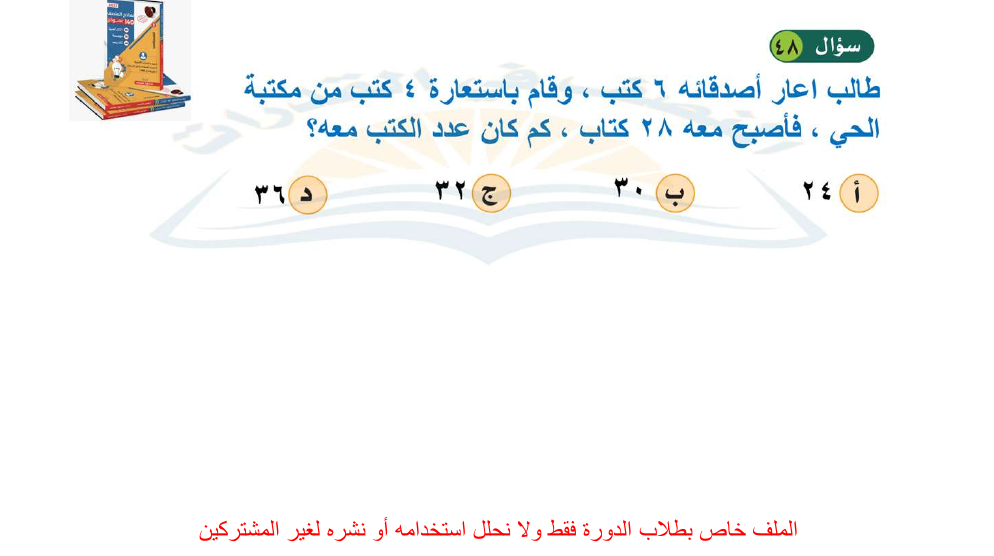 سؤال ٤٨
طالب اعار أصدقائه ٦ كتب ، وقام باستعارة ٤ كتب من مكتبة
الحي ، فأصبح معه ٢٨ كتاب ، كم كان عدد الكتب معه؟
أ ٢٤ ب ٣٠ ج ٣٢ د ٣٦
الملف خاص بطلاب الدورة فقط ولا نحلل استخدامه أو نشره لغير المشتركين